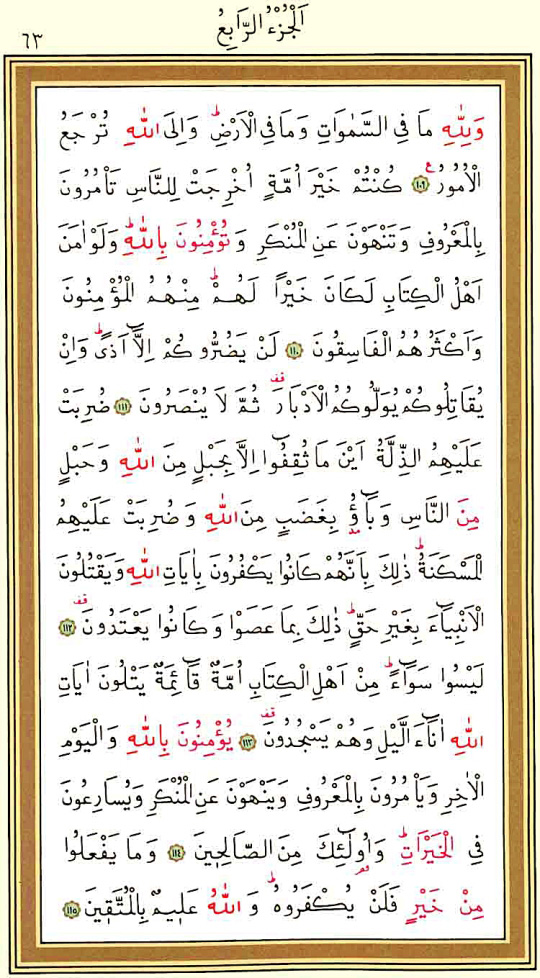 اَلْجُزْءُ الرَّابِعُ
٦٣
وَلِلّٰهِ مَا فِي السَّمٰوَاتِ وَمَا فِي الْاَرْضِۜ وَاِلَى اللّٰهِ تُرْجَعُ
الْاُمُورُ ﴿١٠٩﴾ كُنْتُمْ خَيْرَ اُمَّةٍ اُخْرِجَتْ لِلنَّاسِ تَأْمُرُونَ
بِالْمَعْرُوفِ وَتَنْهَوْنَ عَنِ الْمُنْكَرِ وَتُؤْمِنُونَ بِاللّٰهِۜ وَلَوْ اٰمَنَ
اَهْلُ الْكِتَابِ لَكَانَ خَيْرًا لَهُمْۜ مِنْهُمُ الْمُؤْمِنُونَ
وَاَكْثَرُهُمُ الْفَاسِقُونَ ﴿١١٠﴾ لَنْ يَضُرُّوكُمْ اِلَّٓا اَذًىۜ وَاِنْ
يُقَاتِلُوكُمْ يُوَلُّوكُمُ الْاَدْبَارَ۠ ثُمَّ لَا يُنْصَرُونَ ﴿١١١﴾ ضُرِبَتْ
عَلَيْهِمُ الذِّلَّةُ اَيْنَ مَا ثُقِفُٓوا اِلَّا بِحَبْلٍ مِنَ اللّٰهِ وَحَبْلٍ
مِنَ النَّاسِ وَبَٓاؤُ۫ بِغَضَبٍ مِنَ اللّٰهِ وَضُرِبَتْ عَلَيْهِمُ
الْمَسْكَنَةُۜ ذٰلِكَ بِاَنَّهُمْ كَانُوا يَكْفُرُونَ بِاٰيَاتِ اللّٰهِ وَيَقْتُلُونَ
الْاَنْبِيَٓاءَ بِغَيْرِ حَقٍّۜ ذٰلِكَ بِمَا عَصَوْا وَكَانُوا يَعْتَدُونَ ﴿١١٢﴾
لَيْسُوا سَوَٓاءًۜ مِنْ اَهْلِ الْكِتَابِ اُمَّةٌ قَٓائِمَةٌ يَتْلُونَ اٰيَاتِ
اللّٰهِ اٰنَٓاءَ الَّيْلِ وَهُمْ يَسْجُدُونَ ﴿١١٣﴾ يُؤْمِنُونَ بِاللّٰهِ وَالْيَوْمِ
الْاٰخِرِ وَيَأْمُرُونَ بِالْمَعْرُوفِ وَيَنْهَوْنَ عَنِ الْمُنْكَرِ وَيُسَارِعُونَ
فِي الْخَيْرَاتِۜ وَاُو۬لٰٓئِكَ مِنَ الصَّالِحِينَ ﴿١١٤﴾ وَمَا يَفْعَلُوا
مِنْ خَيْرٍ فَلَنْ يُكْفَرُوهُۜ وَاللّٰهُ عَلِيمٌ بِالْمُتَّقِينَ ﴿١١٥﴾